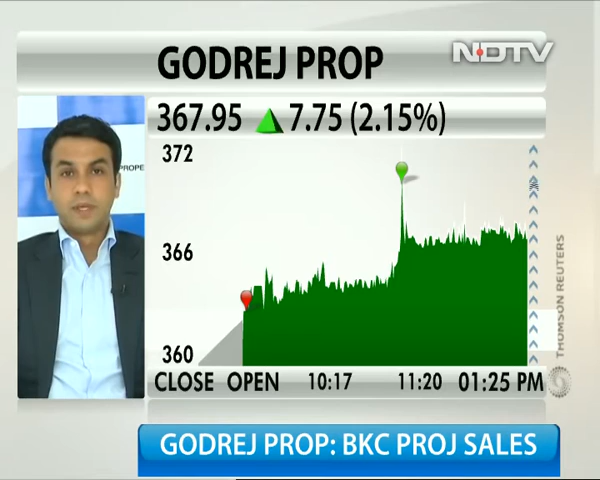 GODREJ PROP
NDTV
367.95 7.75 (2.15%)
PROPE
372
366
360
CLOSE OPEN 10:17 11:20 01:25 PM
THOMSON REUTERS
GODREJ PROP: BKC PROJ SALES